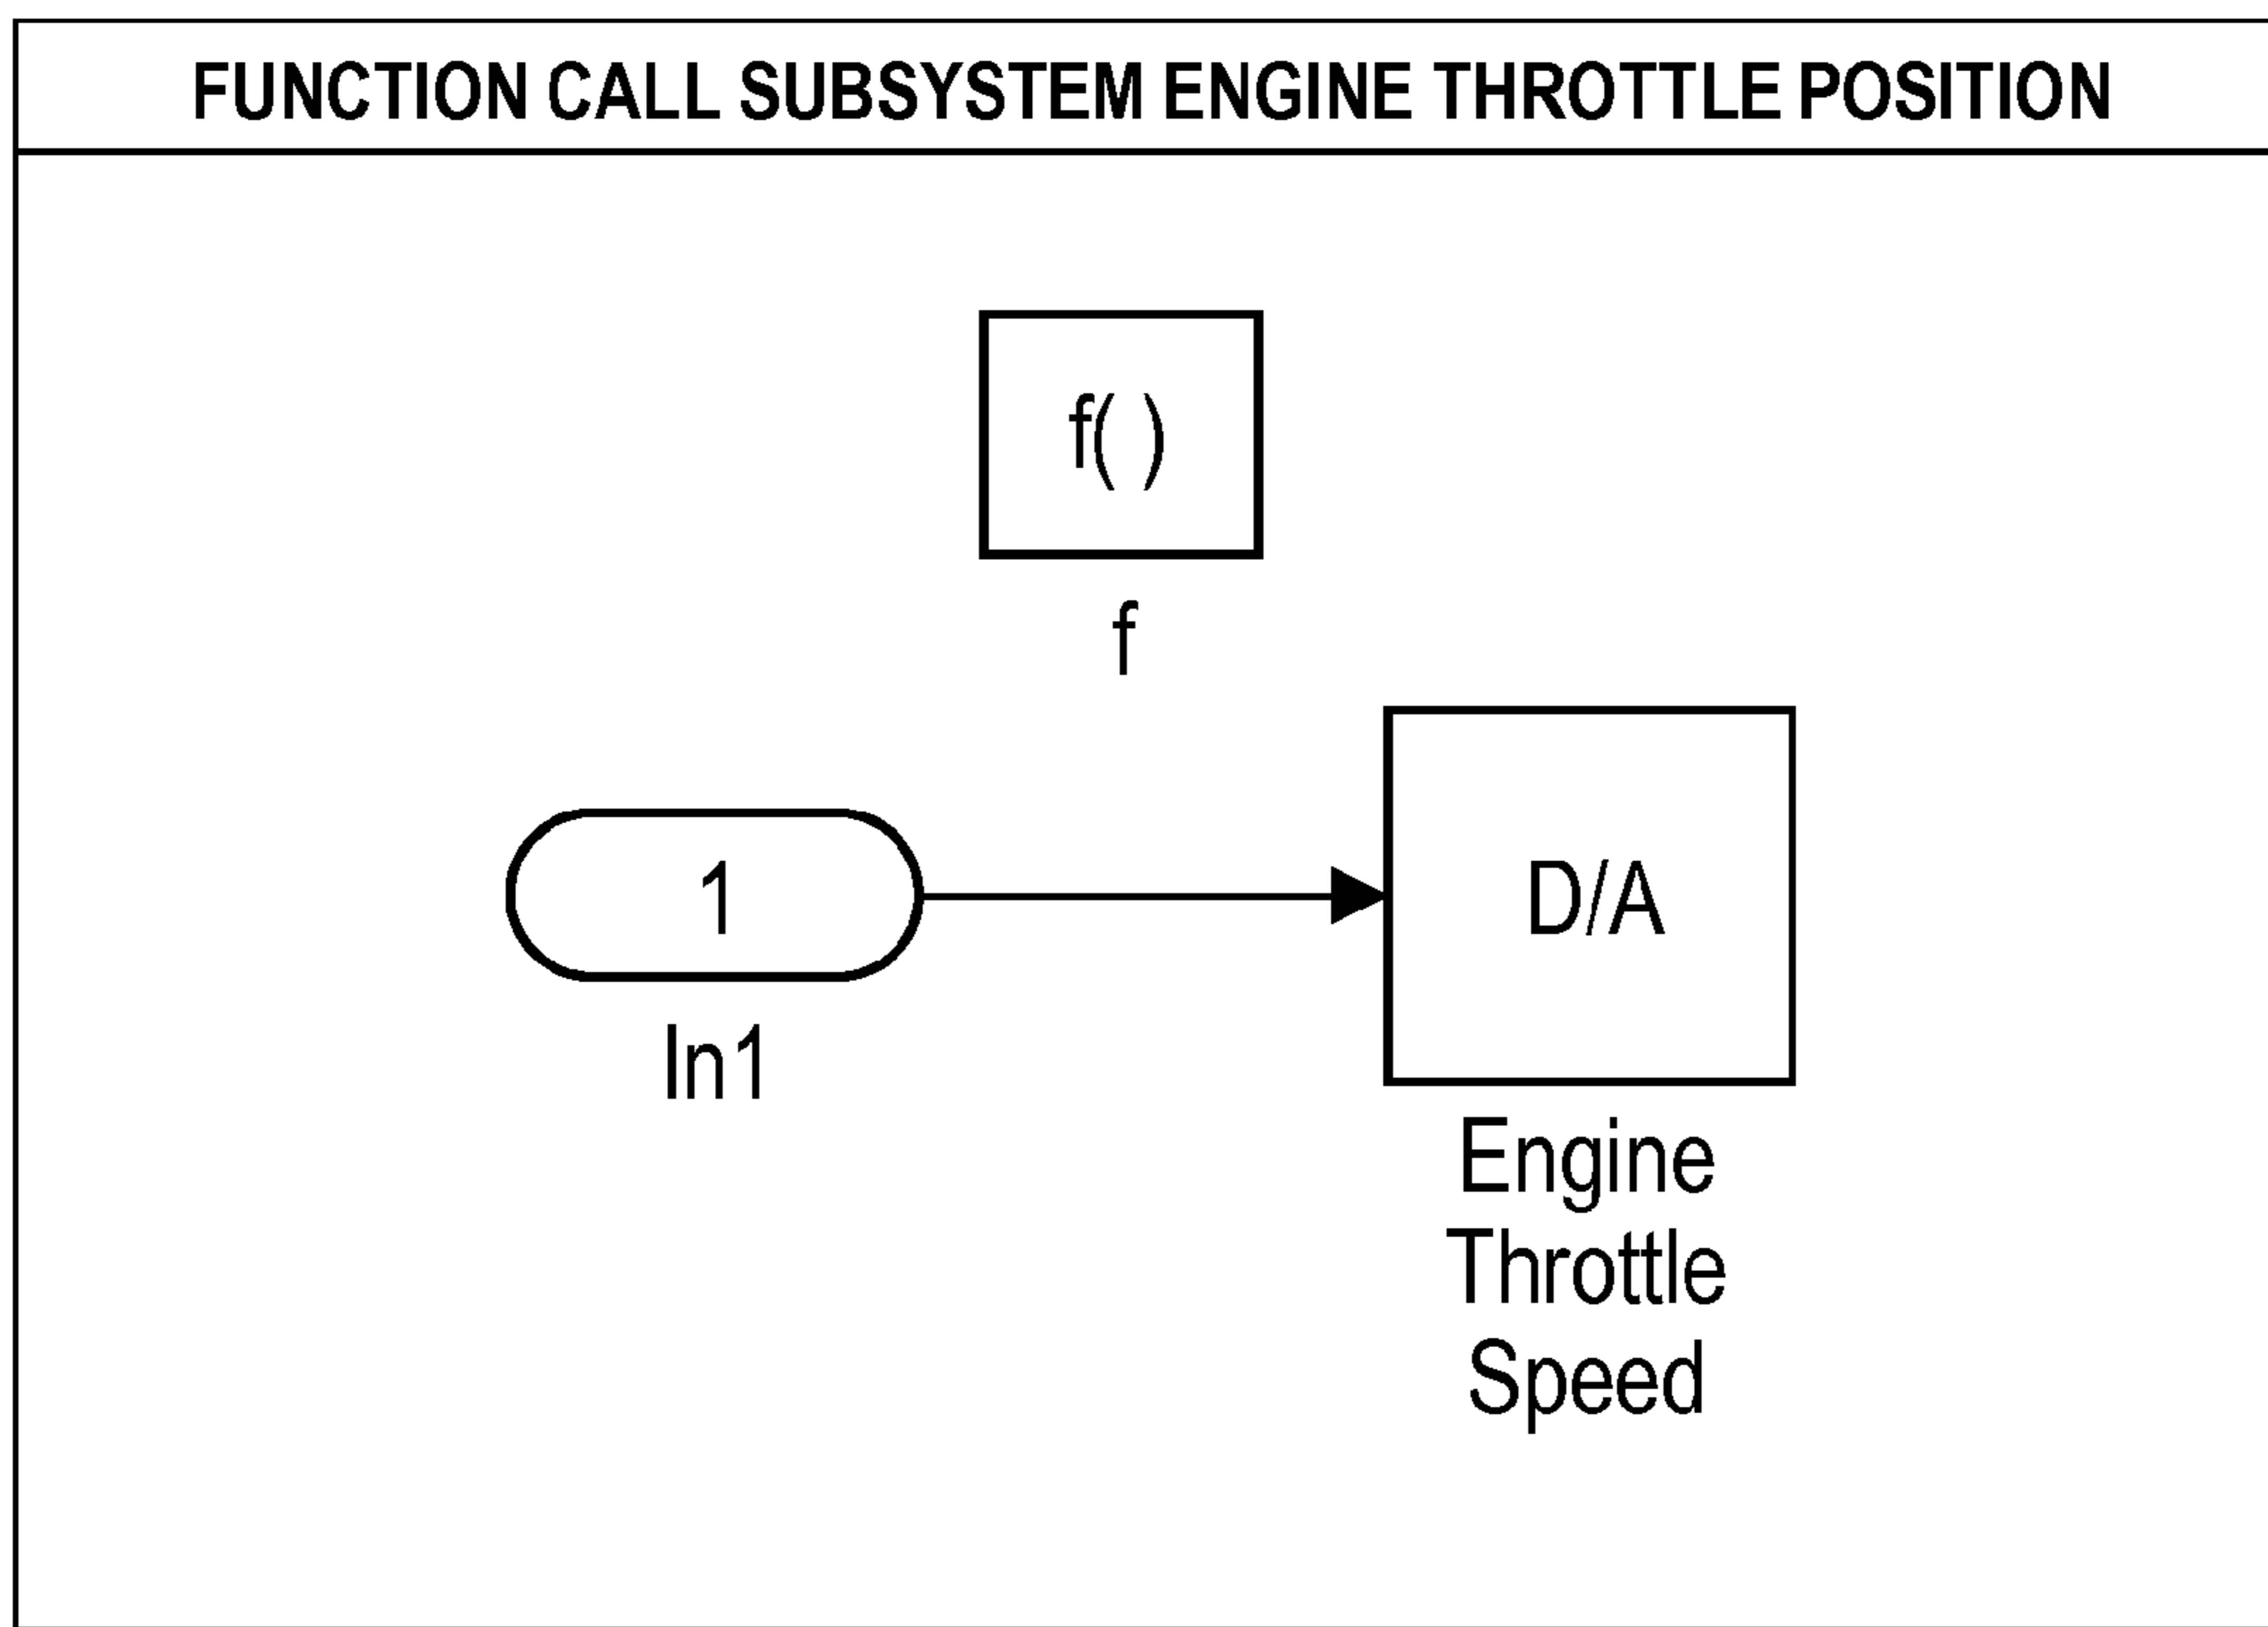 FUNCTION CALL SUBSYSTEM ENGINE THROTTLE POSITION
f( )
f
1
In1
D/A
Engine
Throttle
Speed